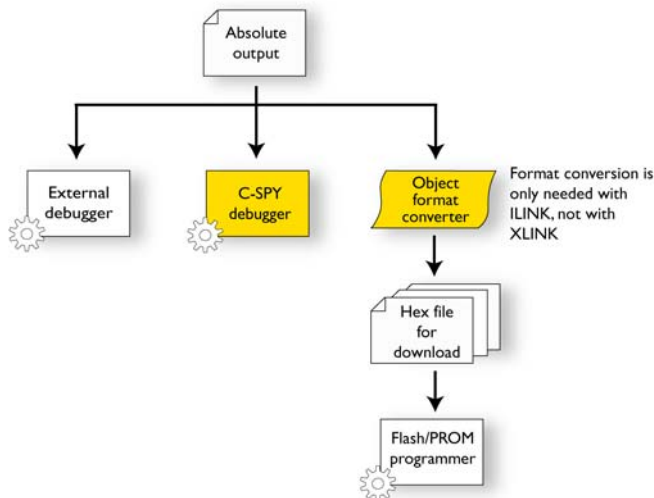 Absolute
output
External
debugger
C-SPY
debugger
Object
format
converter
Format conversion is
only needed with
ILINK, not with
XLINK
Hex file
for
download
Flash/PROM
programmer